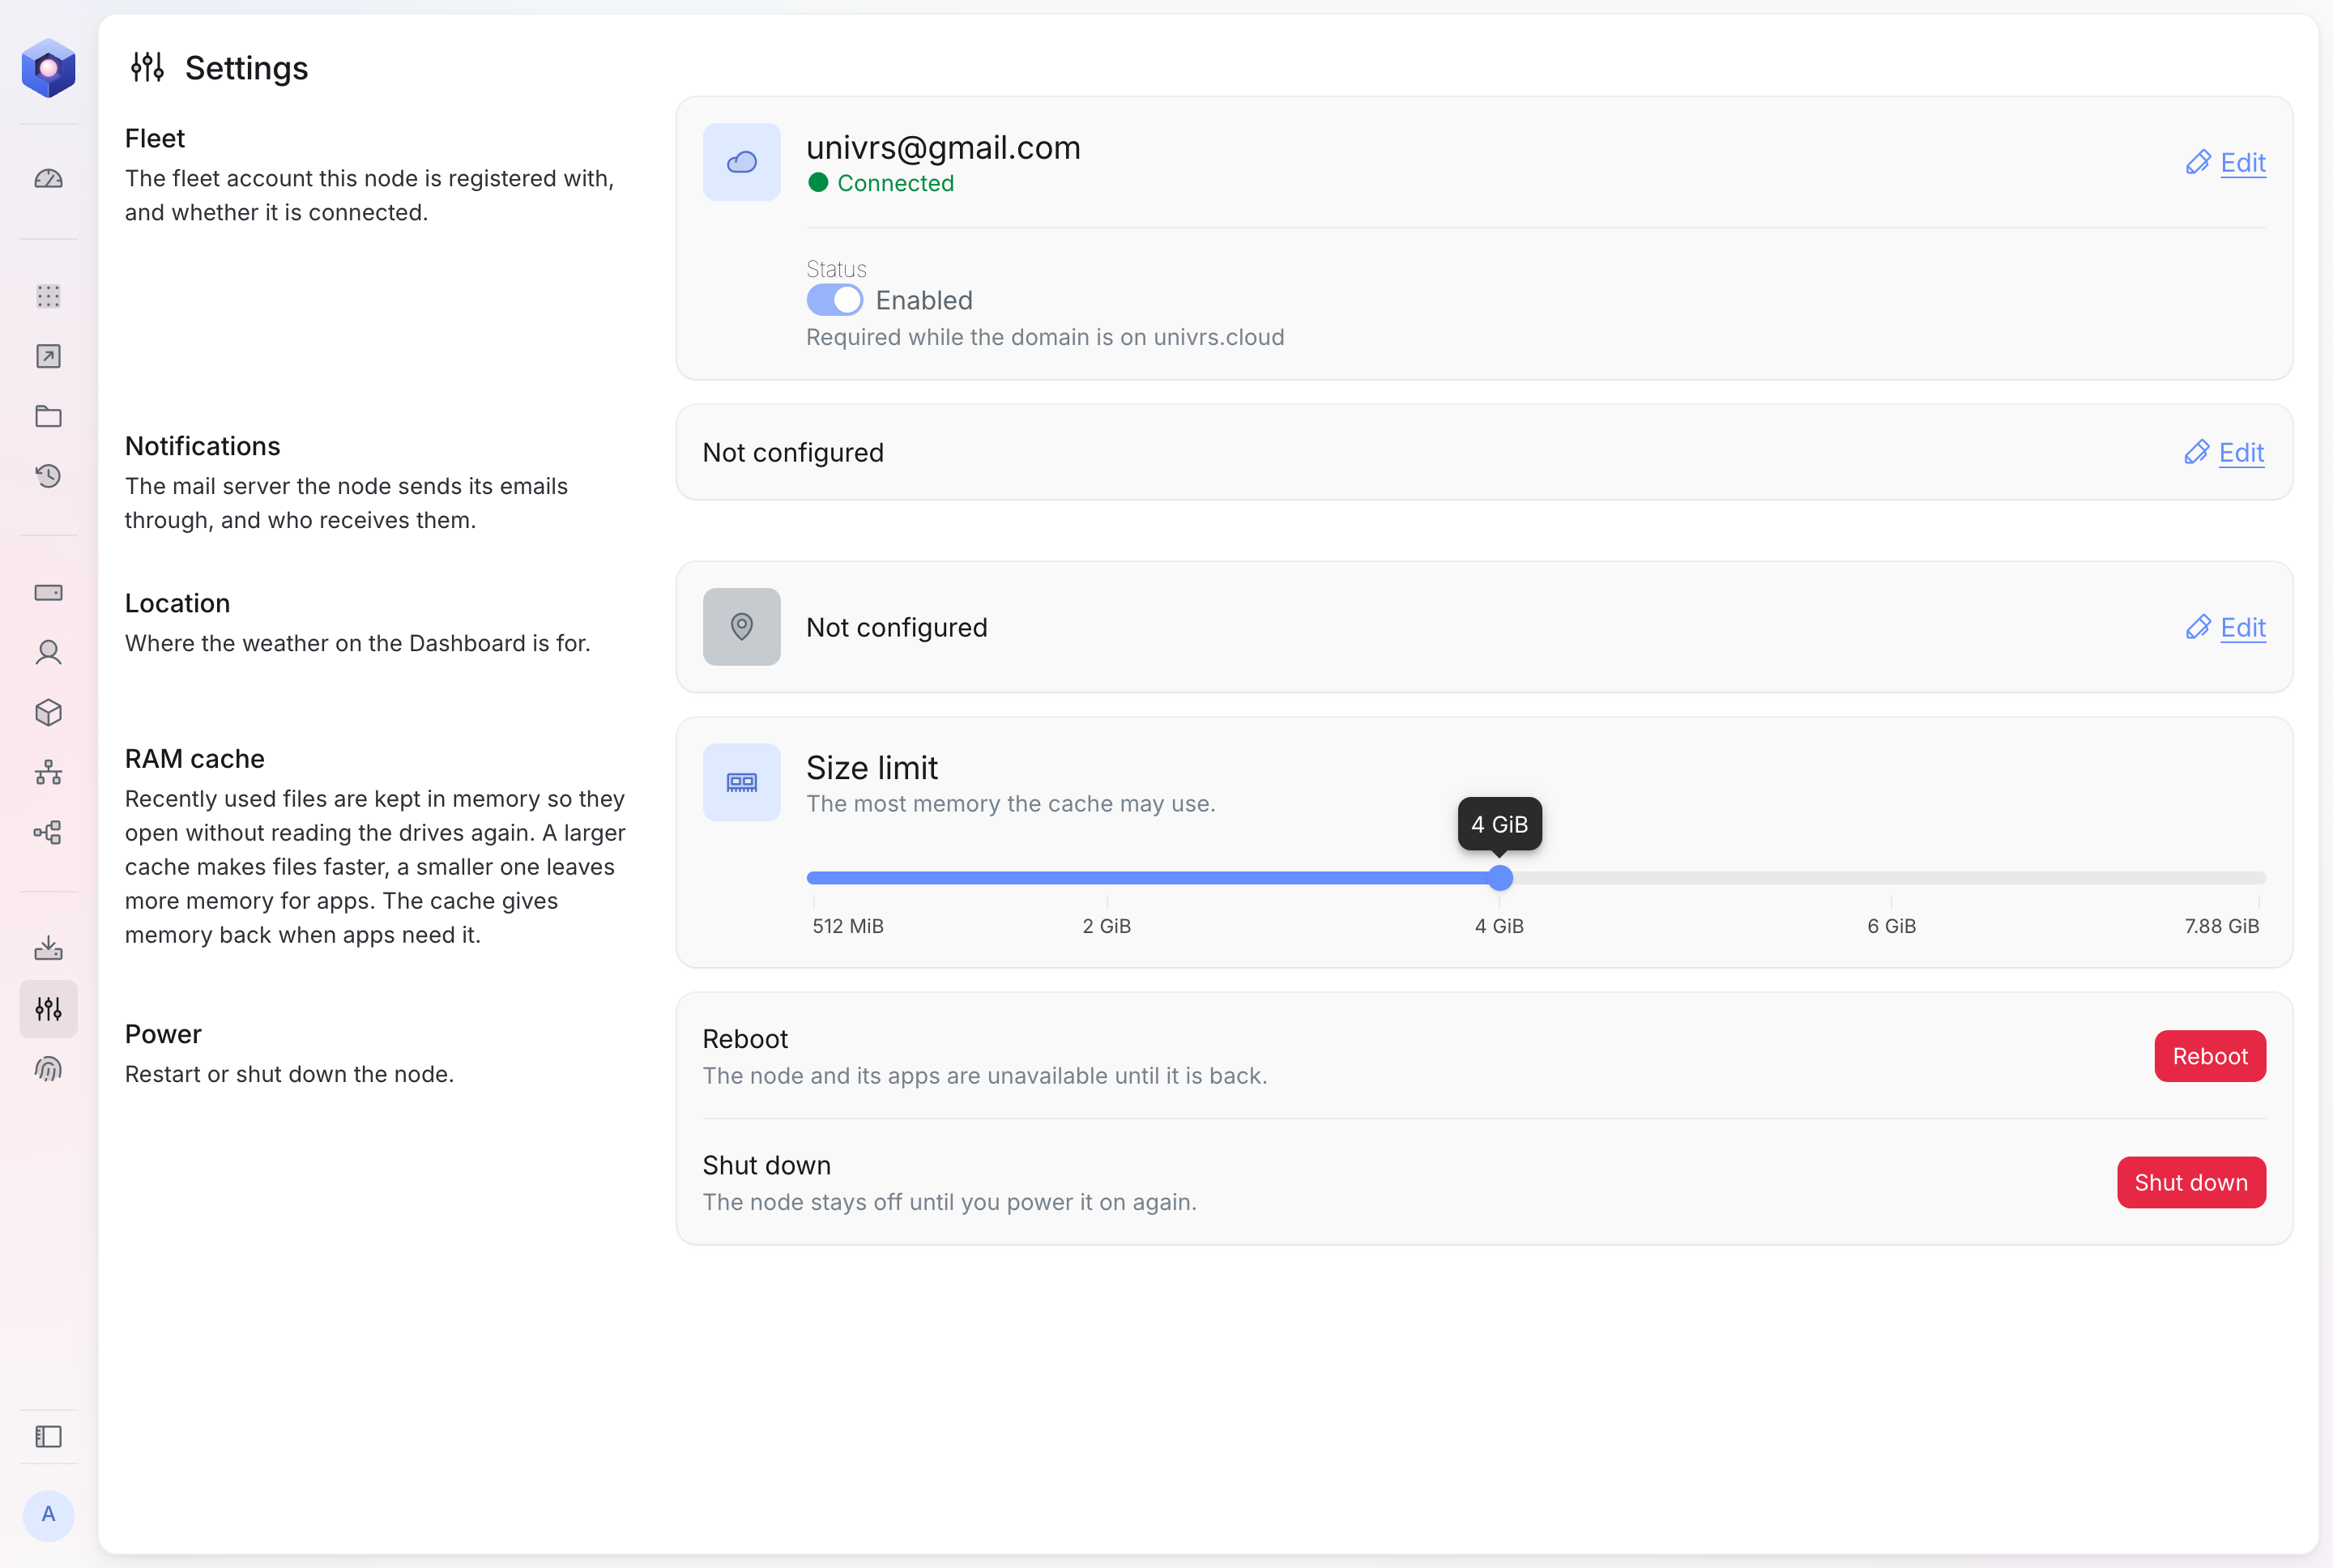 Settings
Fleet
The fleet account this node is registered with,
and whether it is connected.
univrs@gmail.com
Connected
Edit
Status
Enabled
Required while the domain is on univrs.cloud
Notifications
The mail server the node sends its emails
through, and who receives them.
Not configured
Edit
Location
Where the weather on the Dashboard is for.
Not configured
Edit
RAM cache
Recently used files are kept in memory so they
open without reading the drives again. A larger
cache makes files faster, a smaller one leaves
more memory for apps. The cache gives
memory back when apps need it.
Size limit
The most memory the cache may use.
4 GiB
512 MiB 2 GiB 4 GiB 6 GiB 7.88 GiB
Power
Restart or shut down the node.
Reboot
The node and its apps are unavailable until it is back.
Reboot
Shut down
The node stays off until you power it on again.
Shut down
A